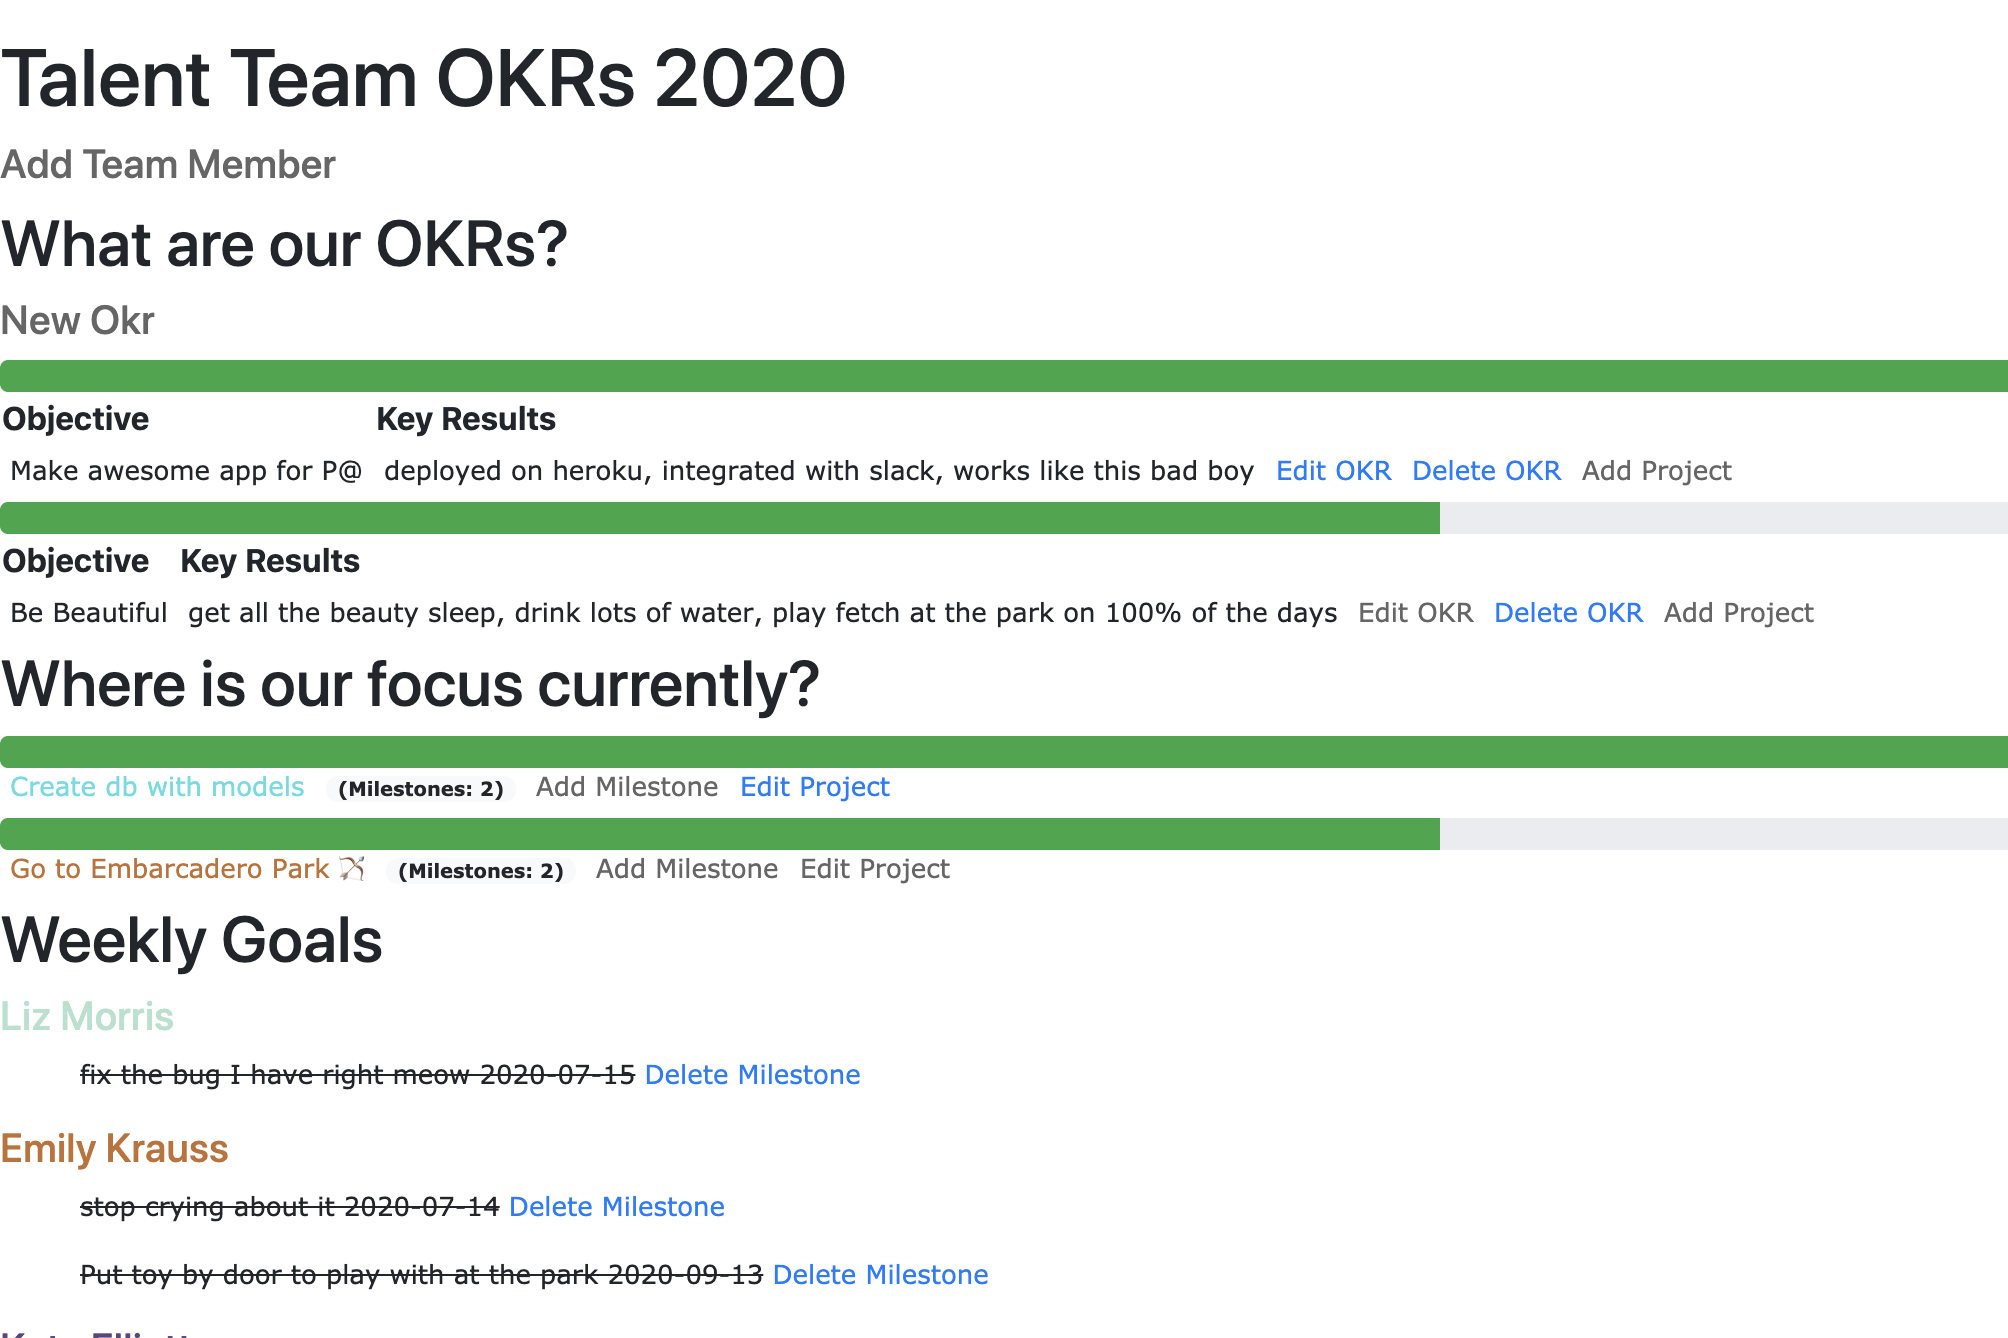 Talent Team OKRs 2020
Add Team Member
What are our OKRs?
New Okr
Objective Key Results
Make awesome app for P@ deployed on heroku, integrated with slack, works like this bad boy Edit OKR Delete OKR Add Project
Objective Key Results
Be Beautiful get all the beauty sleep, drink lots of water, play fetch at the park on 100% of the days Edit OKR Delete OKR Add Project
Where is our focus currently?
Create db with models (Milestones: 2) Add Milestone Edit Project
Go to Embarcadero Park 🏹 (Milestones: 2) Add Milestone Edit Project
Weekly Goals
Liz Morris
fix the bug I have right meow 2020-07-15 Delete Milestone
Emily Krauss
stop crying about it 2020-07-14 Delete Milestone
Put toy by door to play with at the park 2020-09-13 Delete Milestone